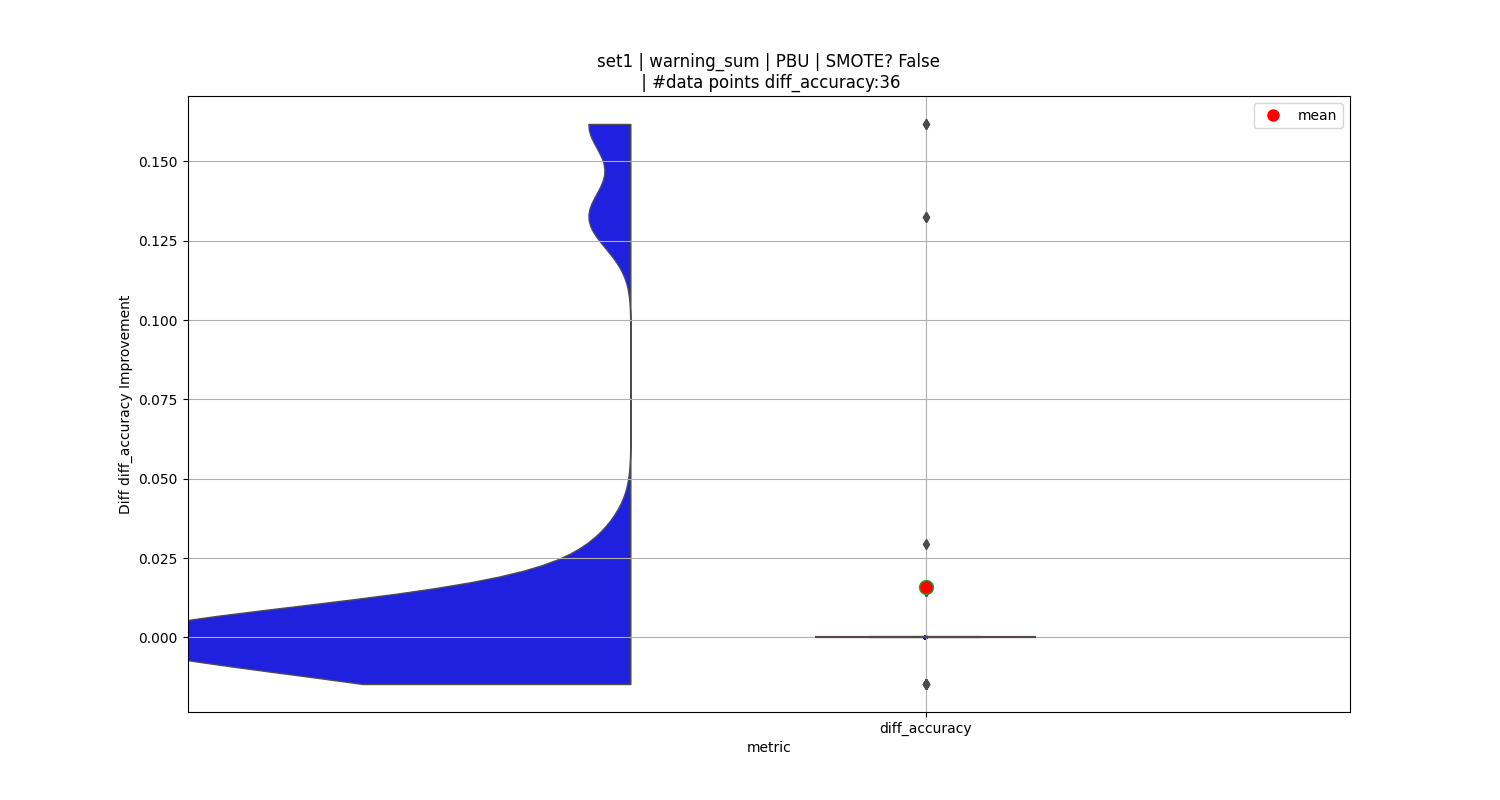 set1 | warning_sum | PBU | SMOTE? False
| #data points diff_accuracy:36
mean
0.150
0.125
0.100
0.075
0.050
0.025
0.000
Diff diff_accuracy Improvement
diff_accuracy
metric